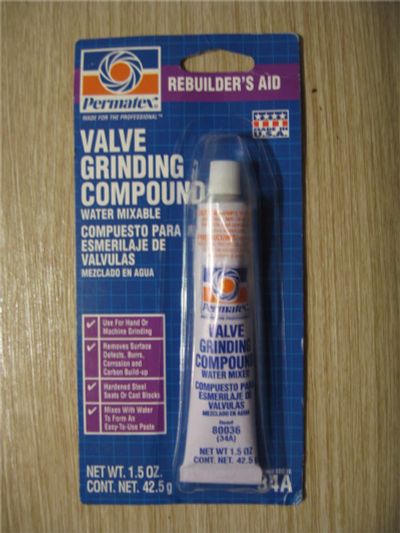 REBUILDER'S AID
Permatex®
MADE FOR THE PROFESSIONAL™
MADE IN
U.S.A.
VALVE
GRINDING
COMPOUND
WATER MIXABLE
COMPUESTO PARA
ESMERILAJE DE
VALVULAS
MEZCLADO EN AGUA
Use For Hand Or
Machine Grinding
Removes Surface
Defects, Burrs,
Corrosion and
Carbon Build-up
Hardened Steel
Seats Or Cast Blocks
Mixes With Water
To Form An
Easy-To-Use Paste
NET WT. 1.5 OZ.
CONT. NET. 42.5 g
34A
Permatex
VALVE
GRINDING
COMPOUND
WATER MIXED
COMPUESTO PARA
ESMERILAJE DE
VALVULAS
MEZCLADO EN AGUA
Item#
80036
(34A)
NET WT. 1.5 OZ
CONT. NET. 42.5 g